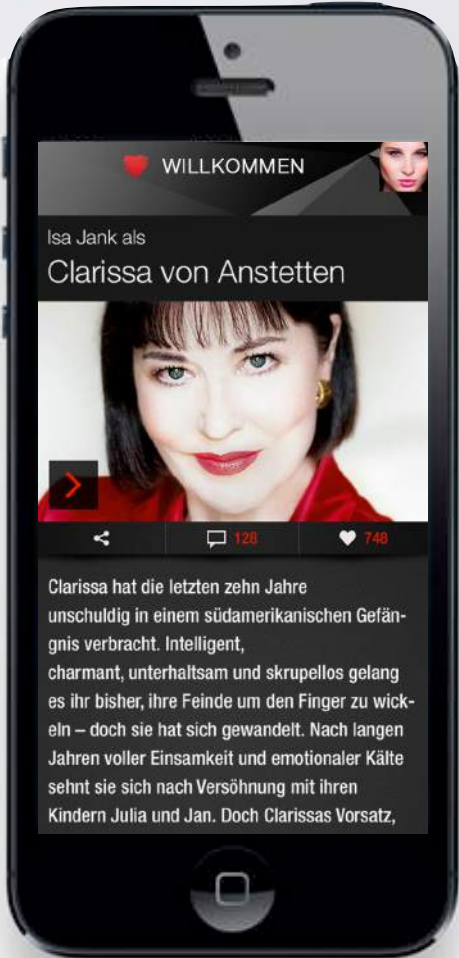 WILLKOMMEN
Isa Jank als
Clarissa von Anstetten
128
748
Clarissa hat die letzten zehn Jahre
unschuldig in einem südamerikanischen Gefän-
gnis verbracht. Intelligent,
charmant, unterhaltsam und skrupellos gelang
es ihr bisher, ihre Feinde um den Finger zu wick-
eln – doch sie hat sich gewandelt. Nach langen
Jahren voller Einsamkeit und emotionaler Kälte
sehnt sie sich nach Versöhnung mit ihren
Kindern Julia und Jan. Doch Clarissas Vorsatz,